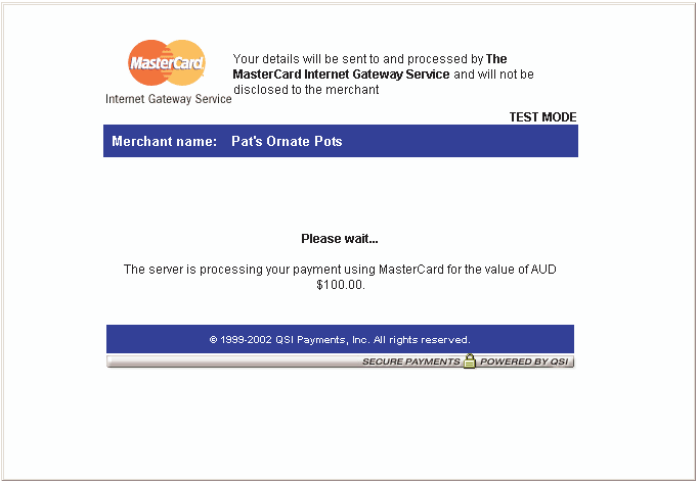 MasterCard
Internet Gateway Service
Your details will be sent to and processed by The
MasterCard Internet Gateway Service and will not be
disclosed to the merchant
TEST MODE
Merchant name: Pat's Ornate Pots
Please wait...
The server is processing your payment using MasterCard for the value of AUD
$100.00.
© 1999-2002 QSI Payments, Inc. All rights reserved.
SECURE PAYMENTS POWERED BY QSI